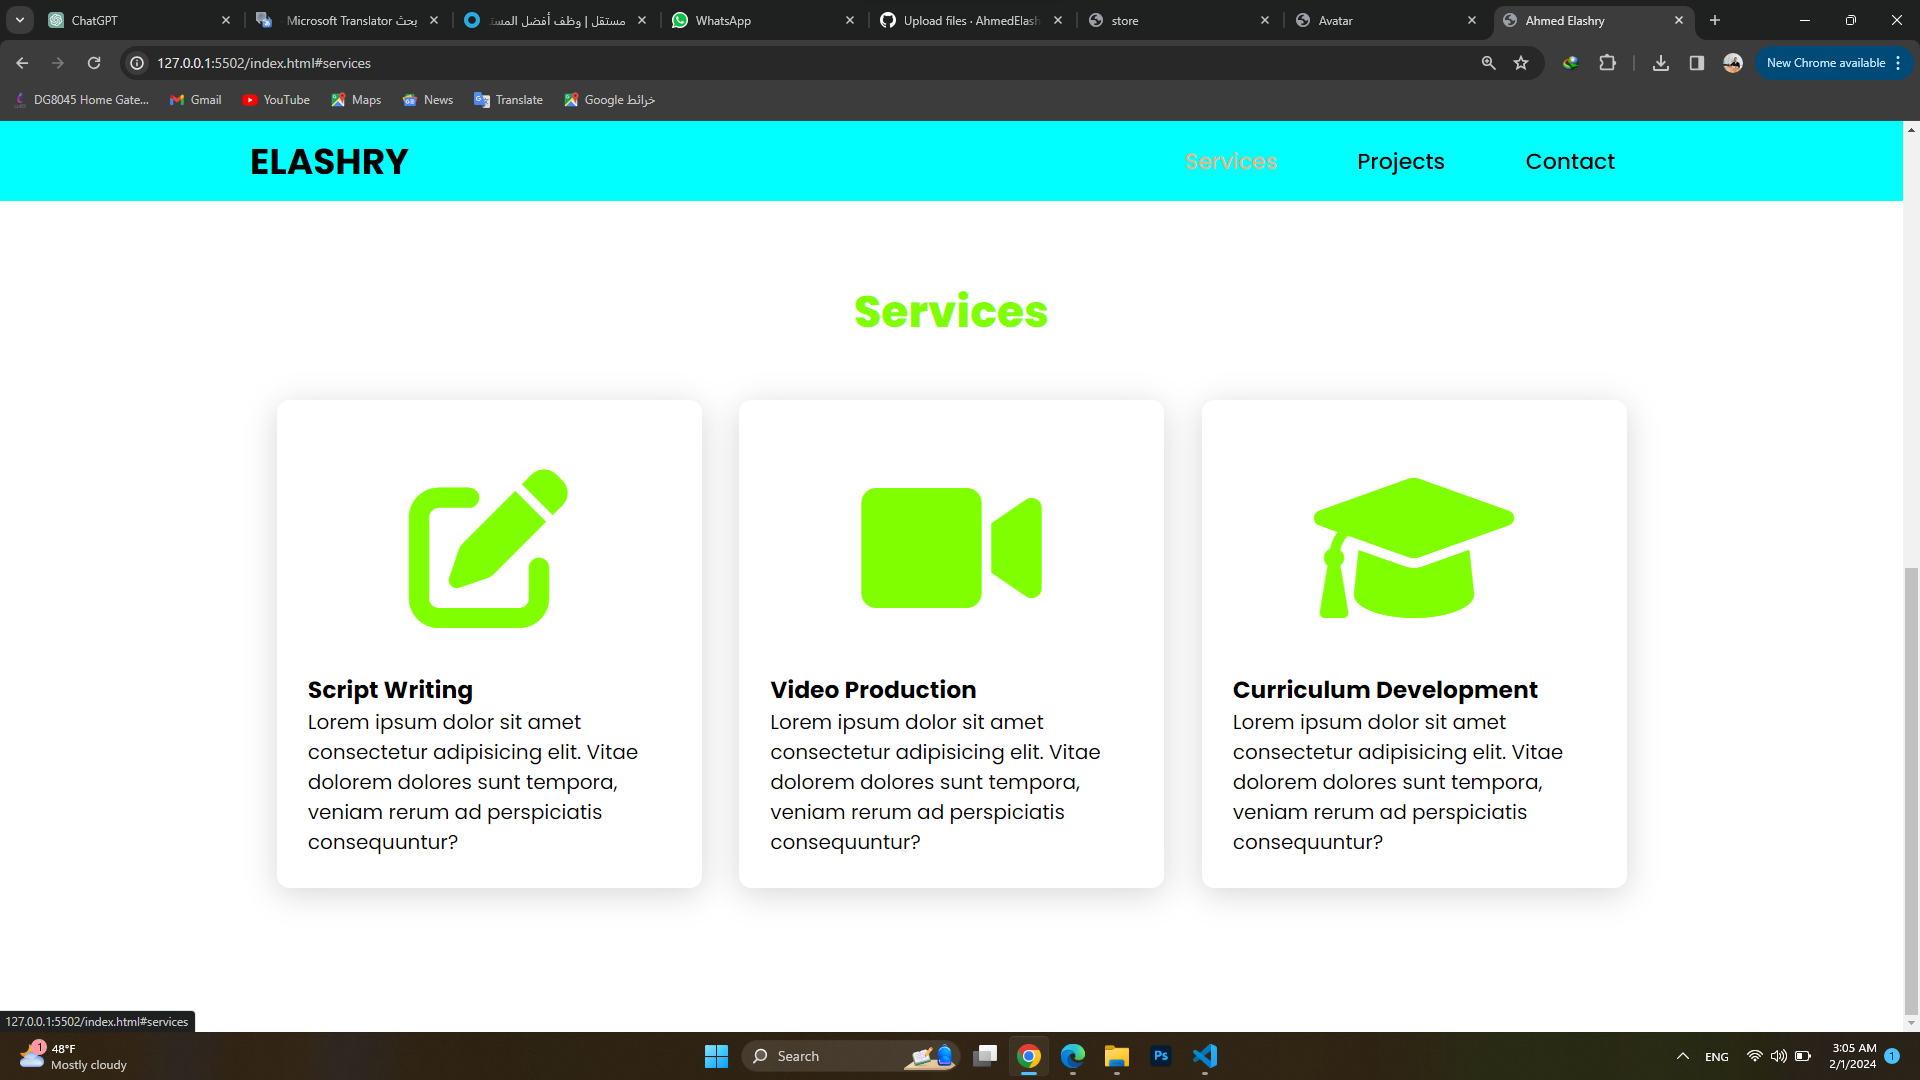 ChatGPT
Microsoft Translator بحث
مستقل | وظف أفضل
WhatsApp
Upload files · AhmedElash
store
Avatar
Ahmed Elashry
127.0.0.1:5502/index.html#services
New Chrome available
DG8045 Home Gate...
Gmail
YouTube
Maps
News
Translate
Google خرائط
ELASHRY
Services
Projects
Contact
Services
Script Writing
Lorem ipsum dolor sit amet
consectetur adipisicing elit. Vitae
dolorem dolores sunt tempora,
veniam rerum ad perspiciatis
consequuntur?
Video Production
Lorem ipsum dolor sit amet
consectetur adipisicing elit. Vitae
dolorem dolores sunt tempora,
veniam rerum ad perspiciatis
consequuntur?
Curriculum Development
Lorem ipsum dolor sit amet
consectetur adipisicing elit. Vitae
dolorem dolores sunt tempora,
veniam rerum ad perspiciatis
consequuntur?
127.0.0.1:5502/index.html#services
1
48°F
Mostly cloudy
Search
Ps
ENG
3:05 AM
2/1/2024
1